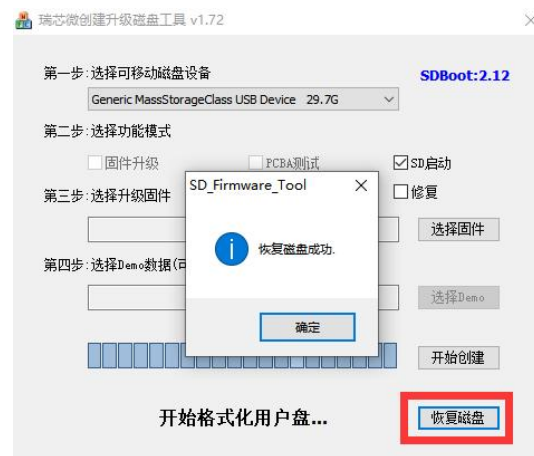 瑞芯微创建升级磁盘工具 v1.72
第一步:选择可移动磁盘设备
SDBoot:2.12
Generic MassStorageClass USB Device 29.7G
第二步:选择功能模式
固件升级
PCBA测试
SD启动
SD_Firmware_Tool
修复
第三步:选择升级固件
选择固件
恢复磁盘成功.
第四步:选择Demo数据(可
选择Demo
确定
开始创建
开始格式化用户盘...
恢复磁盘